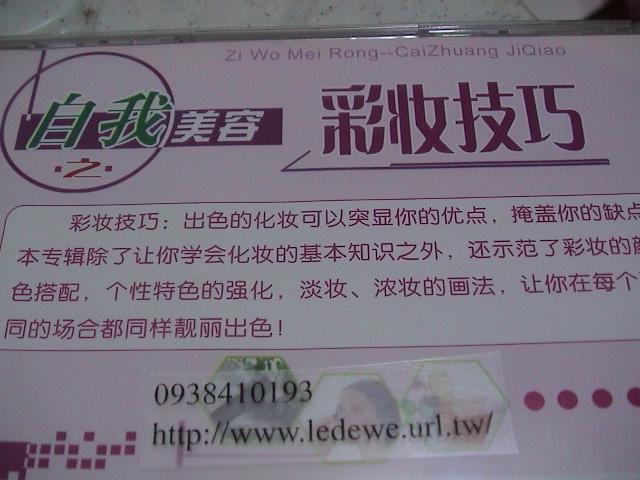 Zi Wo Mei Rong--CaiZhuang JiQiao
自我美容
之
彩妆技巧
彩妆技巧：出色的化妆可以突显你的优点，掩盖你的缺点
本专辑除了让你学会化妆的基本知识之外，还示范了彩妆的颜
色搭配，个性特色的强化，淡妆、浓妆的画法，让你在每个
同的场合都同样靓丽出色！
0938410193
http://www.ledewe.url.tw/